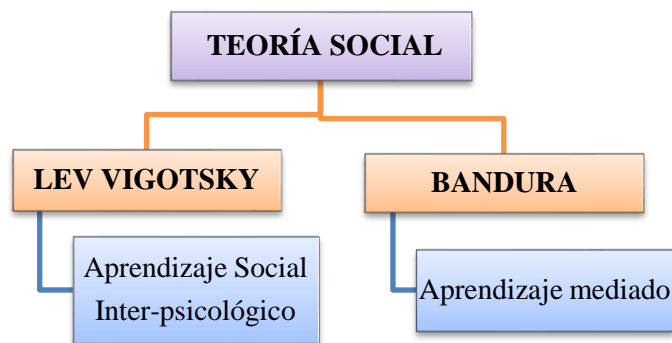 TEORÍA SOCIAL
LEV VIGOTSKY
BANDURA
Aprendizaje Social
Inter-psicológico
Aprendizaje mediado